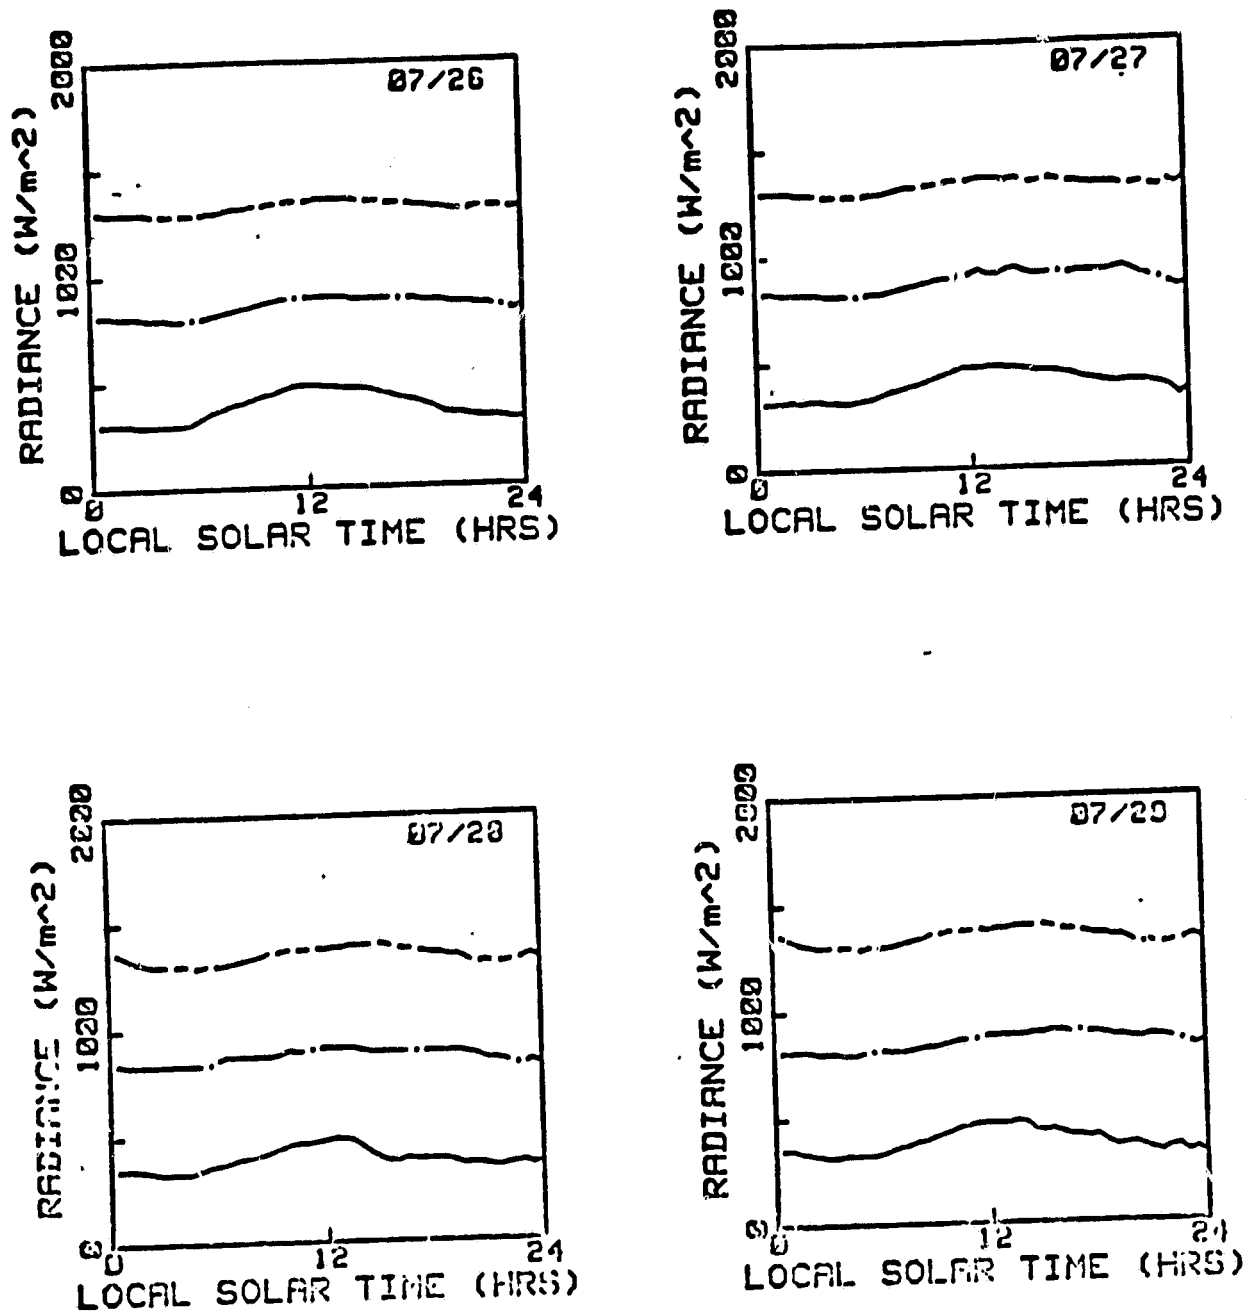 2000
07/26
RADIANCE (W/m^2)
1000
0
0 12 24
LOCAL SOLAR TIME (HRS)
2000
07/27
RADIANCE (W/m^2)
1000
0
0 12 24
LOCAL SOLAR TIME (HRS)
2000
07/28
RADIANCE (W/m^2)
1000
0
0 12 24
LOCAL SOLAR TIME (HRS)
2000
07/29
RADIANCE (W/m^2)
1000
0
0 12 24
LOCAL SOLAR TIME (HRS)